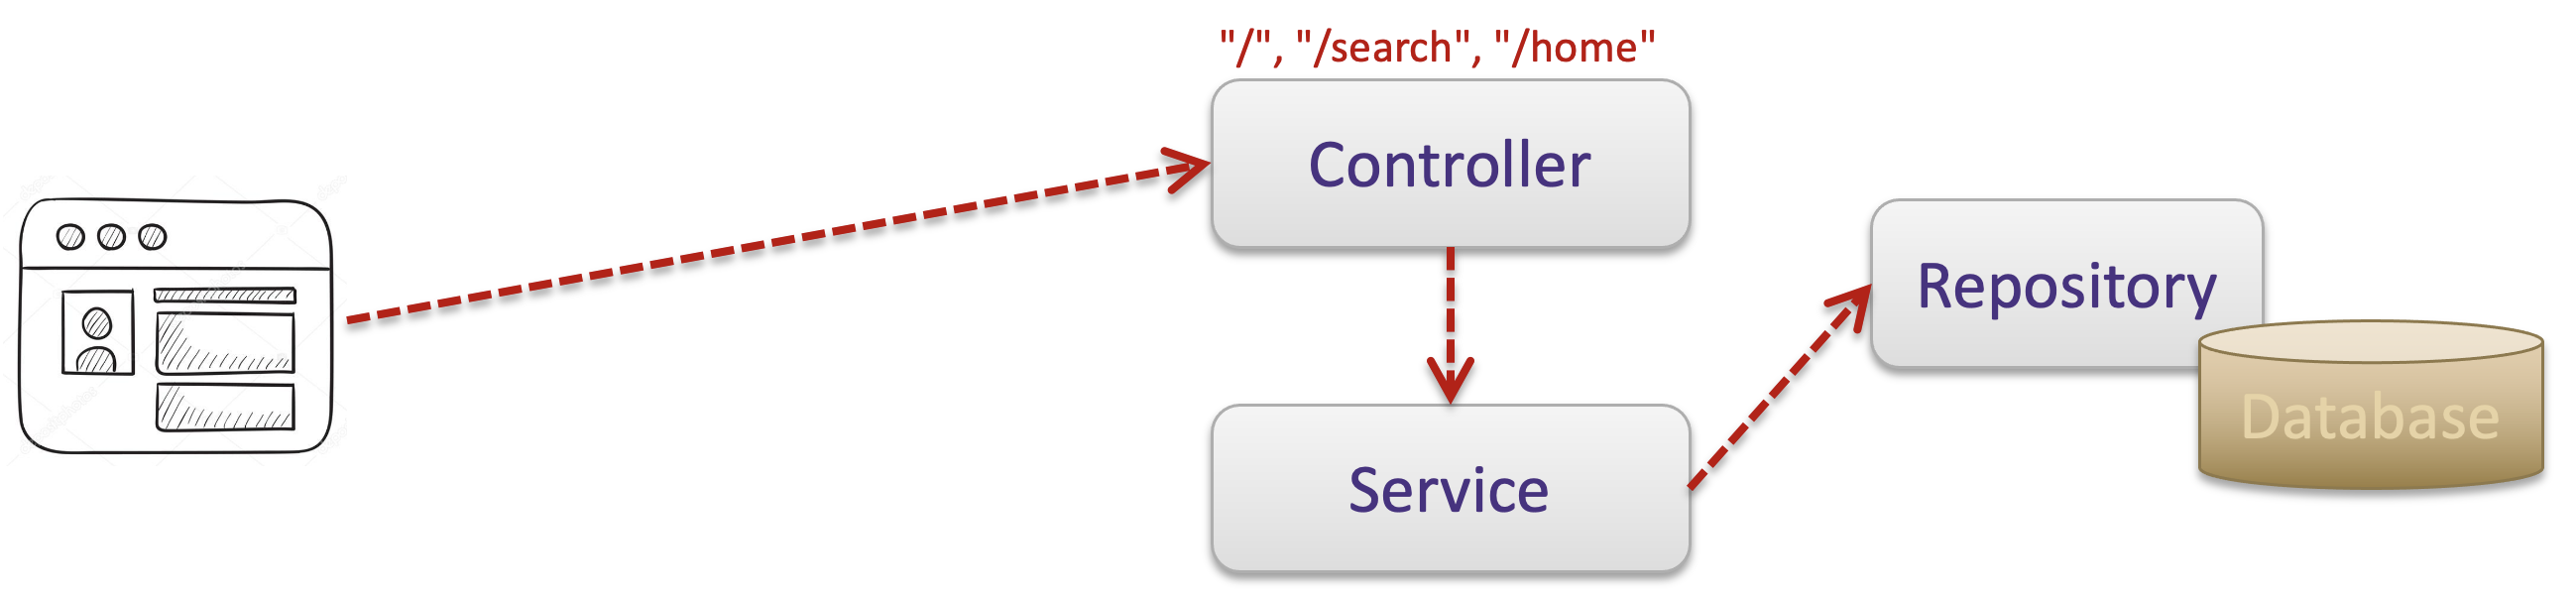 "/", "/search", "/home"
Controller
Repository
Database
Service